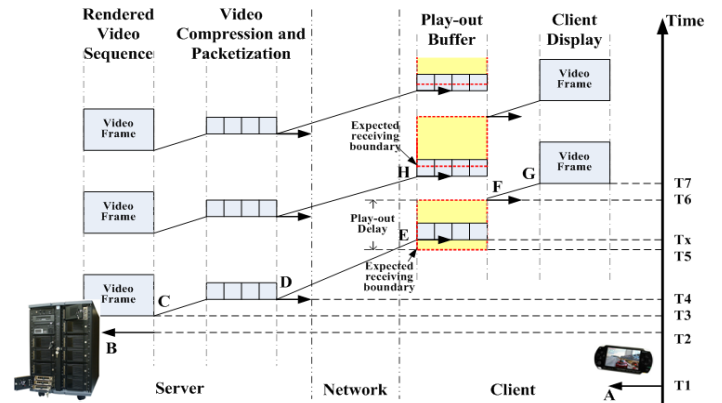 Rendered
Video
Sequence
Video
Compression and
Packetization
Play-out
Buffer
Client
Display
Time
Video
Frame
Video
Frame
Expected
receiving
boundary
H
G
Video
Frame
F
T7
T6
Play-out
Delay
E
Tx
T5
Expected
receiving
boundary
Video
Frame
C
D
T4
T3
B
T2
A
T1
Server
Network
Client